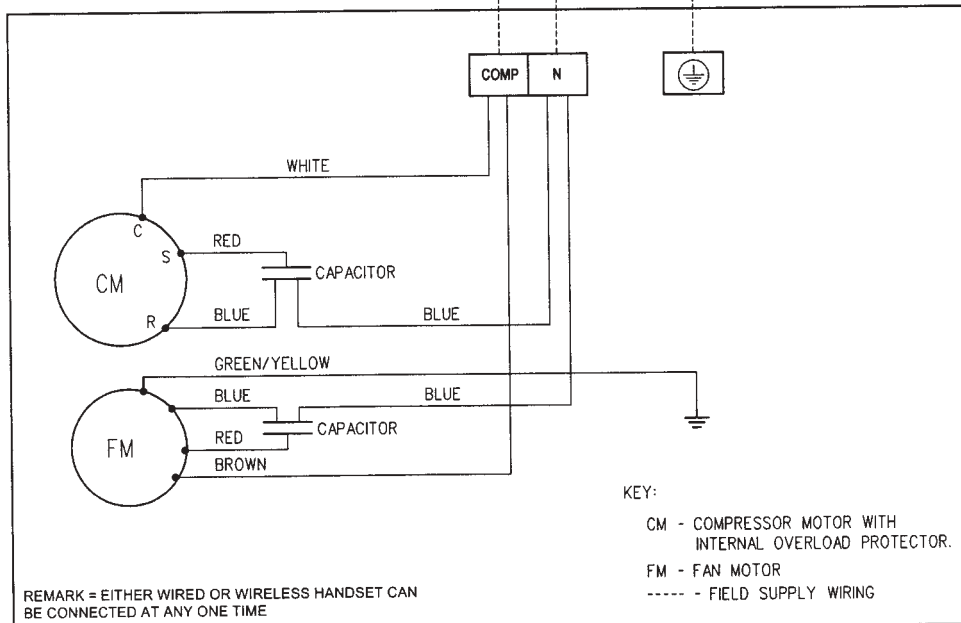 COMP N
WHITE
C
RED
S
CAPACITOR
CM
R
BLUE
BLUE
GREEN/YELLOW
BLUE
BLUE
CAPACITOR
FM
RED
BROWN
KEY:
CM - COMPRESSOR MOTOR WITH
INTERNAL OVERLOAD PROTECTOR.
FM - FAN MOTOR
----- - FIELD SUPPLY WIRING
REMARK = EITHER WIRED OR WIRELESS HANDSET CAN
BE CONNECTED AT ANY ONE TIME